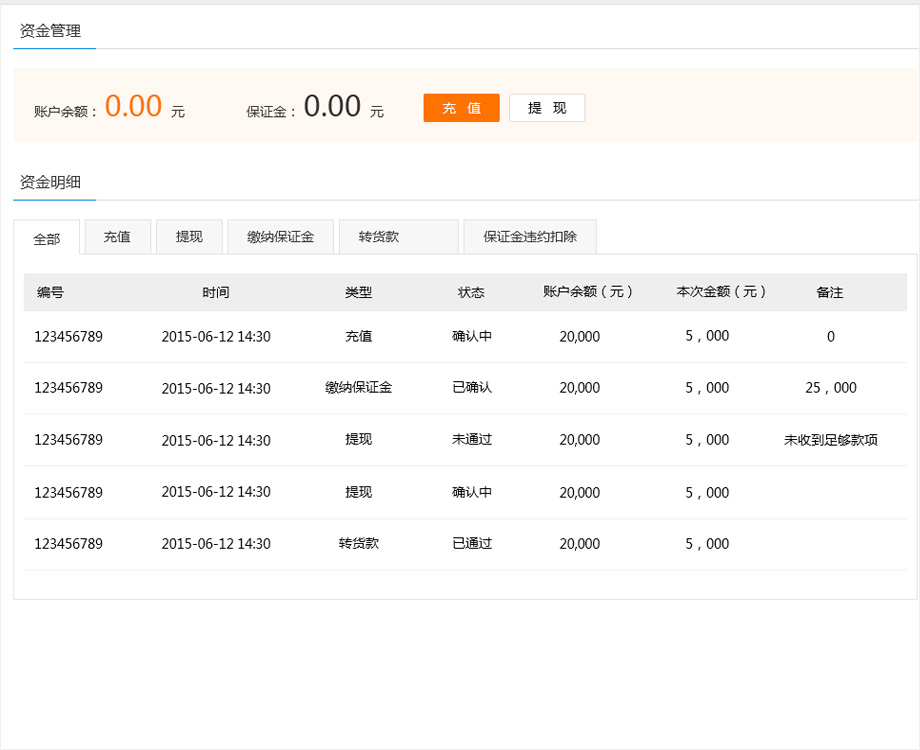 资金管理
账户余额： 0.00 元 保证金： 0.00 元 充 值 提 现
资金明细
全部 充值 提现 缴纳保证金 转货款 保证金违约扣除
编号 时间 类型 状态 账户余额（元） 本次金额（元） 备注
123456789 2015-06-12 14:30 充值 确认中 20,000 5，000 0
123456789 2015-06-12 14:30 缴纳保证金 已确认 20,000 5，000 25，000
123456789 2015-06-12 14:30 提现 未通过 20,000 5，000 未收到足够款项
123456789 2015-06-12 14:30 提现 确认中 20,000 5，000
123456789 2015-06-12 14:30 转货款 已通过 20,000 5，000